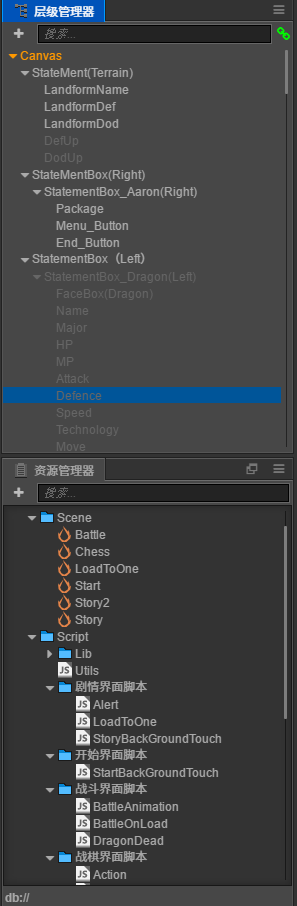 层级管理器
搜索...
Canvas
StateMent(Terrain)
LandformName
LandformDef
LandformDod
DefUp
DodUp
StateMentBox(Right)
StatementBox_Aaron(Right)
Package
Menu_Button
End_Button
StatementBox（Left)
StatementBox_Dragon(Left)
FaceBox(Dragon)
Name
Major
HP
MP
Attack
Defence
Speed
Technology
Move
资源管理器
搜索...
Scene
Battle
Chess
LoadToOne
Start
Story2
Story
Script
Lib
JS Utils
剧情界面脚本
JS Alert
JS LoadToOne
JS StoryBackGroundTouch
开始界面脚本
JS StartBackGroundTouch
战斗界面脚本
JS BattleAnimation
JS BattleOnLoad
JS DragonDead
战棋界面脚本
JS Action
db://